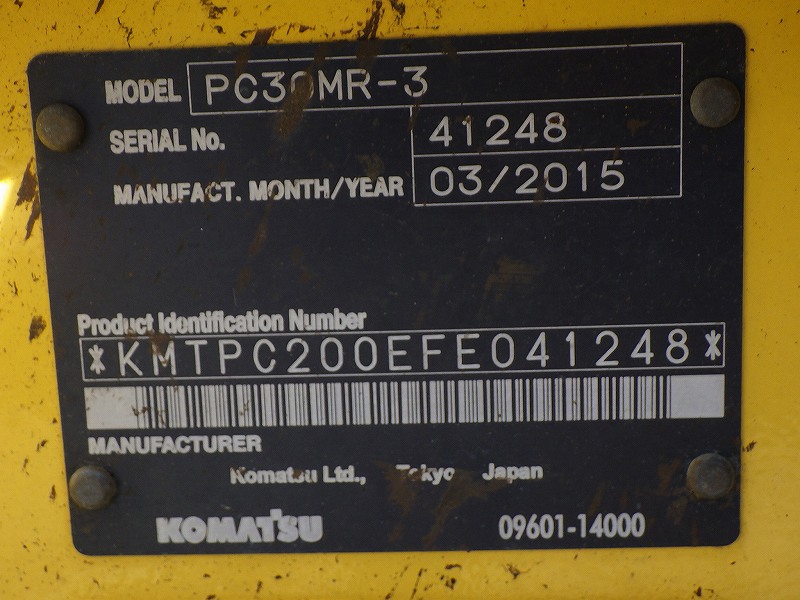 MODEL PC30MR-3
SERIAL No. 41248
MANUFACT. MONTH/YEAR 03/2015
Product Identification Number
*KMTPC200EFE041248*
MANUFACTURER
Komatsu Ltd., Tokyo Japan
KOMATSU 09601-14000